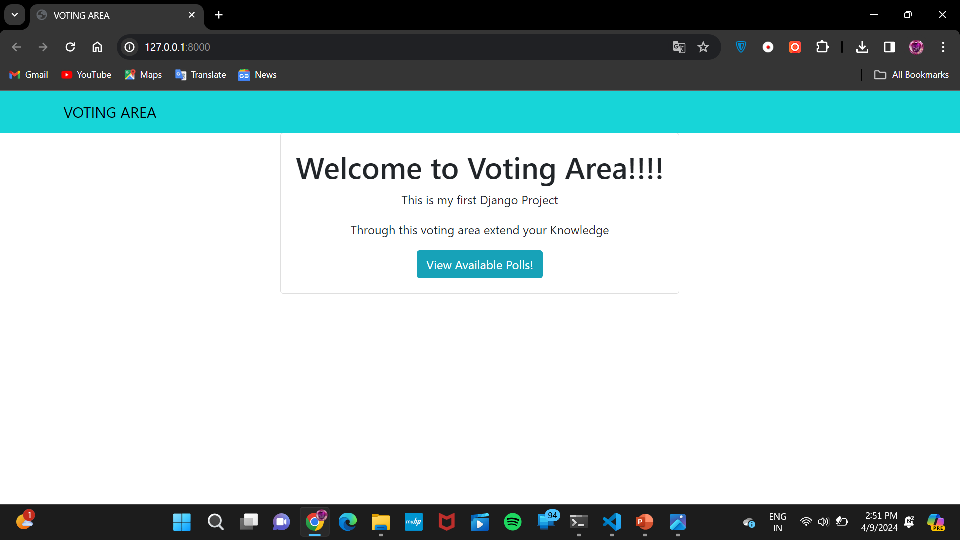 VOTING AREA
127.0.0.1:8000
Gmail
YouTube
Maps
Translate
News
All Bookmarks
VOTING AREA
Welcome to Voting Area!!!!
This is my first Django Project
Through this voting area extend your Knowledge
View Available Polls!
1
94
ENG
IN
2:51 PM
4/9/2024